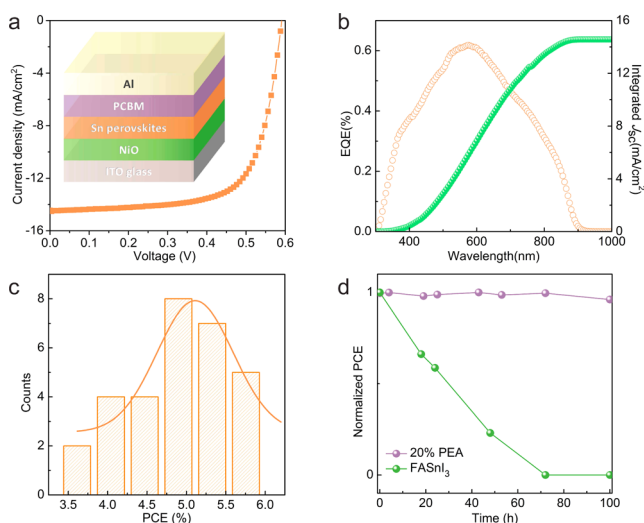 a
Current density (mA/cm²)
0
-4
-8
-12
-16
0.0 0.1 0.2 0.3 0.4 0.5 0.6
Voltage (V)
Al
PCBM
Sn perovskites
NiO
ITO glass
b
EQE(%)
0.6
0.4
0.2
0.0
400 600 800 1000
Wavelength(nm)
16
14
12
10
8
6
4
2
0
Integrated JSC(mA/cm²)
c
Counts
8
6
4
2
0
3.5 4.0 4.5 5.0 5.5 6.0
PCE (%)
d
Normalized PCE
1
0
20% PEA
FASnI₃
0 20 40 60 80 100
Time (h)